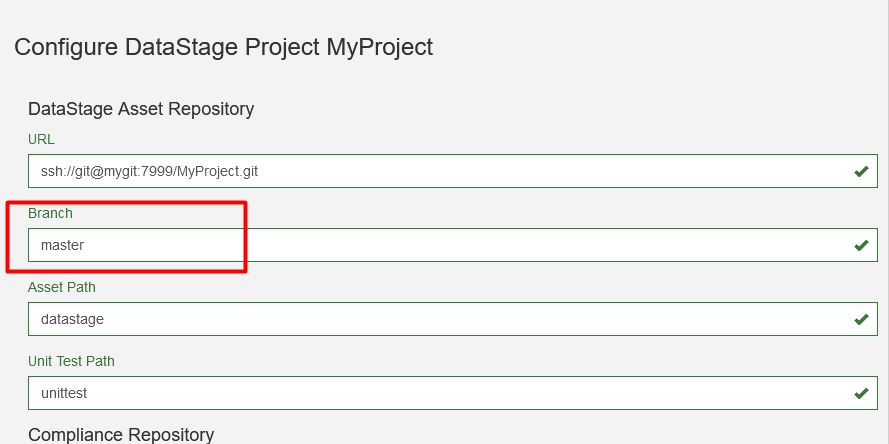 Configure DataStage Project MyProject
DataStage Asset Repository
URL
ssh://git@mygit:7999/MyProject.git
Branch
master
Asset Path
datastage
Unit Test Path
unittest
Compliance Repository